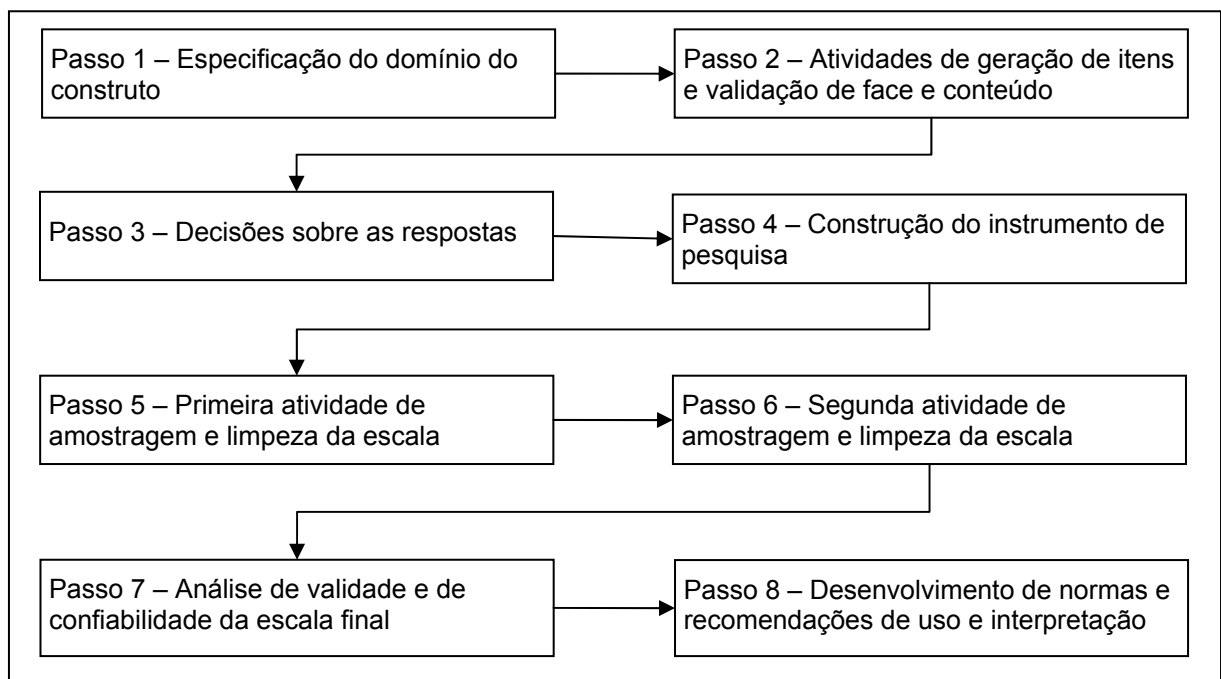 Passo 1 – Especificação do domínio do
construto
Passo 2 – Atividades de geração de itens
e validação de face e conteúdo
Passo 3 – Decisões sobre as respostas
Passo 4 – Construção do instrumento de
pesquisa
Passo 5 – Primeira atividade de
amostragem e limpeza da escala
Passo 6 – Segunda atividade de
amostragem e limpeza da escala
Passo 7 – Análise de validade e de
confiabilidade da escala final
Passo 8 – Desenvolvimento de normas e
recomendações de uso e interpretação